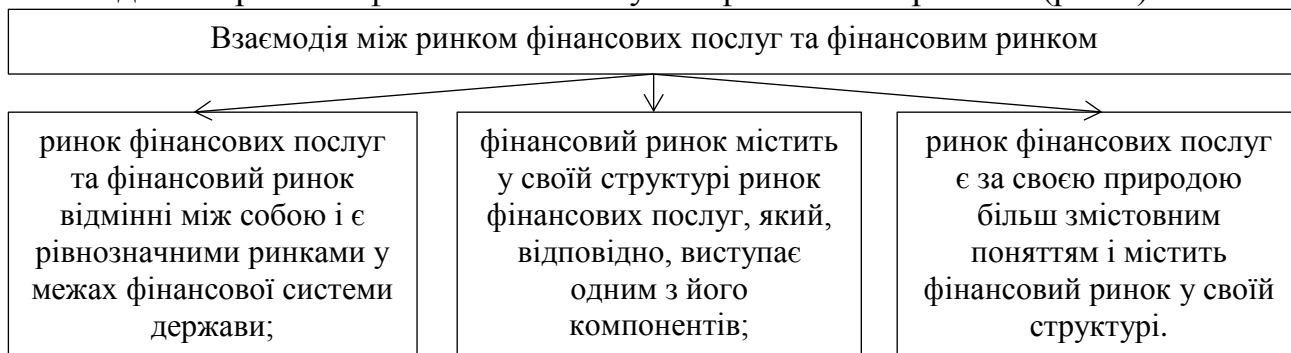 Взаємодія між ринком фінансових послуг та фінансовим ринком
ринок фінансових послуг
та фінансовий ринок
відмінні між собою і є
рівнозначними ринками у
межах фінансової системи
держави;
фінансовий ринок містить
у своїй структурі ринок
фінансових послуг, який,
відповідно, виступає
одним з його
компонентів;
ринок фінансових послуг
є за своєю природою
більш змістовним
поняттям і містить
фінансовий ринок у своїй
структурі.